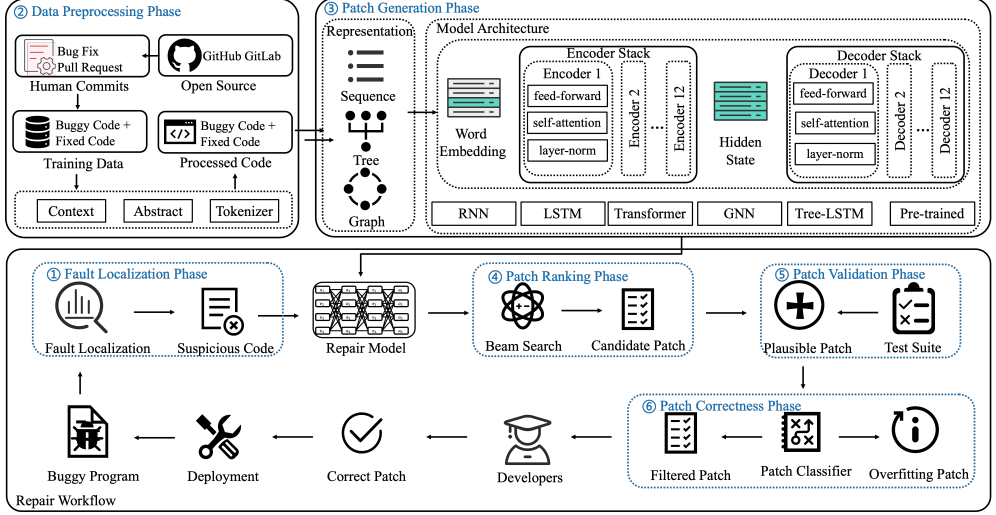 ② Data Preprocessing Phase
Bug Fix
Pull Request
GitHub GitLab
Human Commits
Open Source
Buggy Code +
Fixed Code
Buggy Code +
Fixed Code
Training Data
Processed Code
Context
Abstract
Tokenizer
③ Patch Generation Phase
Representation
Sequence
Tree
Graph
Model Architecture
Word
Embedding
Encoder Stack
Encoder 1
feed-forward
self-attention
layer-norm
Encoder 2
...
Encoder 12
Hidden
State
Decoder Stack
Decoder 1
feed-forward
self-attention
layer-norm
Decoder 2
...
Decoder 12
RNN
LSTM
Transformer
GNN
Tree-LSTM
Pre-trained
① Fault Localization Phase
Fault Localization
Suspicious Code
Repair Model
④ Patch Ranking Phase
Beam Search
Candidate Patch
⑤ Patch Validation Phase
Plausible Patch
Test Suite
⑥ Patch Correctness Phase
Filtered Patch
Patch Classifier
Overfitting Patch
Developers
Correct Patch
Deployment
Buggy Program
Repair Workflow